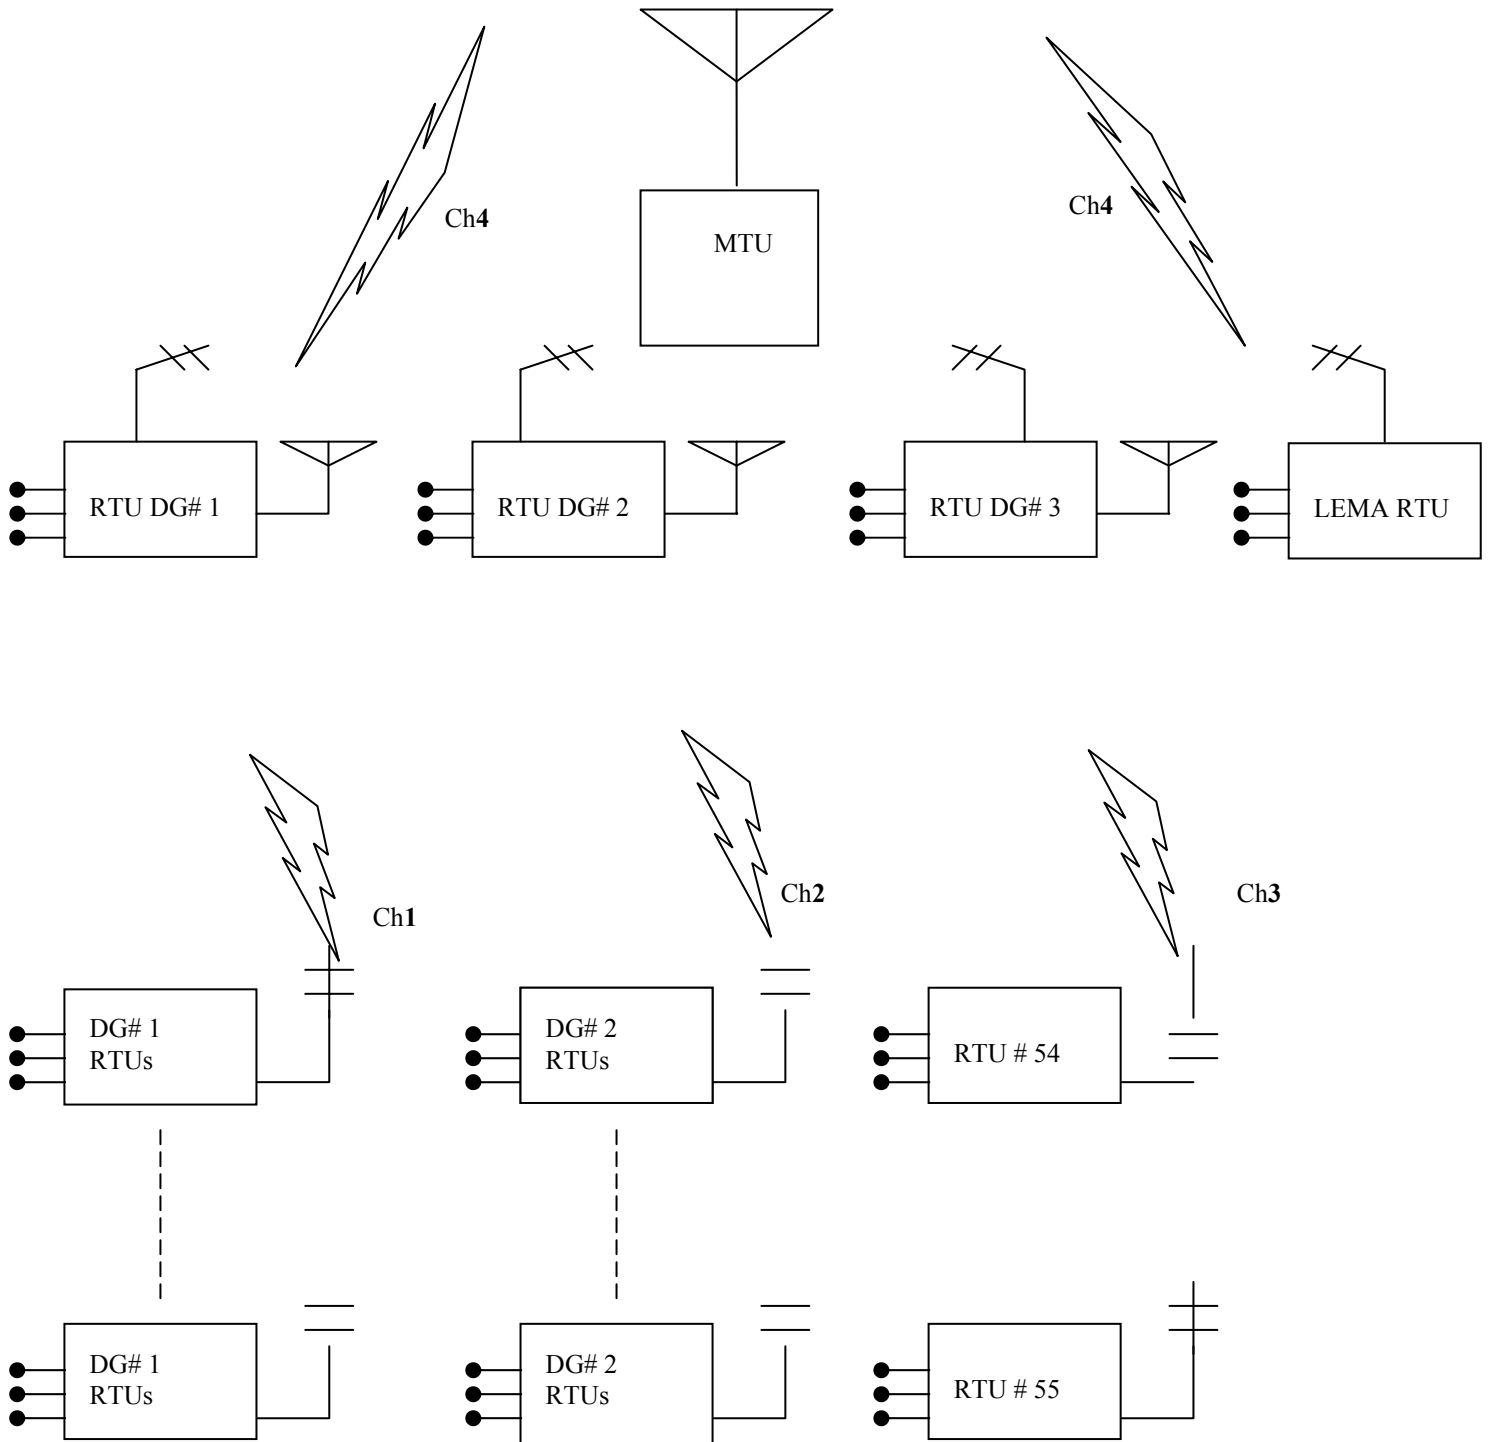 Ch4
MTU
Ch4
RTU DG# 1
RTU DG# 2
RTU DG# 3
LEMA RTU
Ch1
Ch2
Ch3
DG# 1
RTUs
DG# 2
RTUs
RTU # 54
DG# 1
RTUs
DG# 2
RTUs
RTU # 55